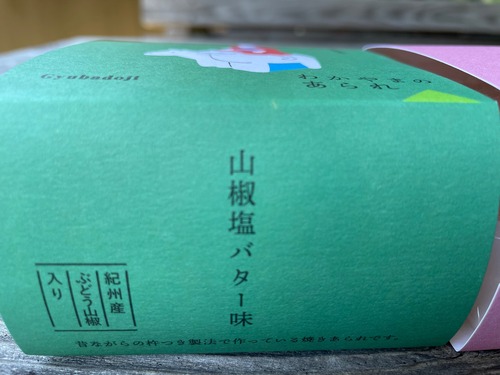 Gyubadoji
わかやまの
あられ
山椒塩バター味
紀州産
ぶどう山椒
入り
昔ながらの杵つき製法で作っている焼きあられです。